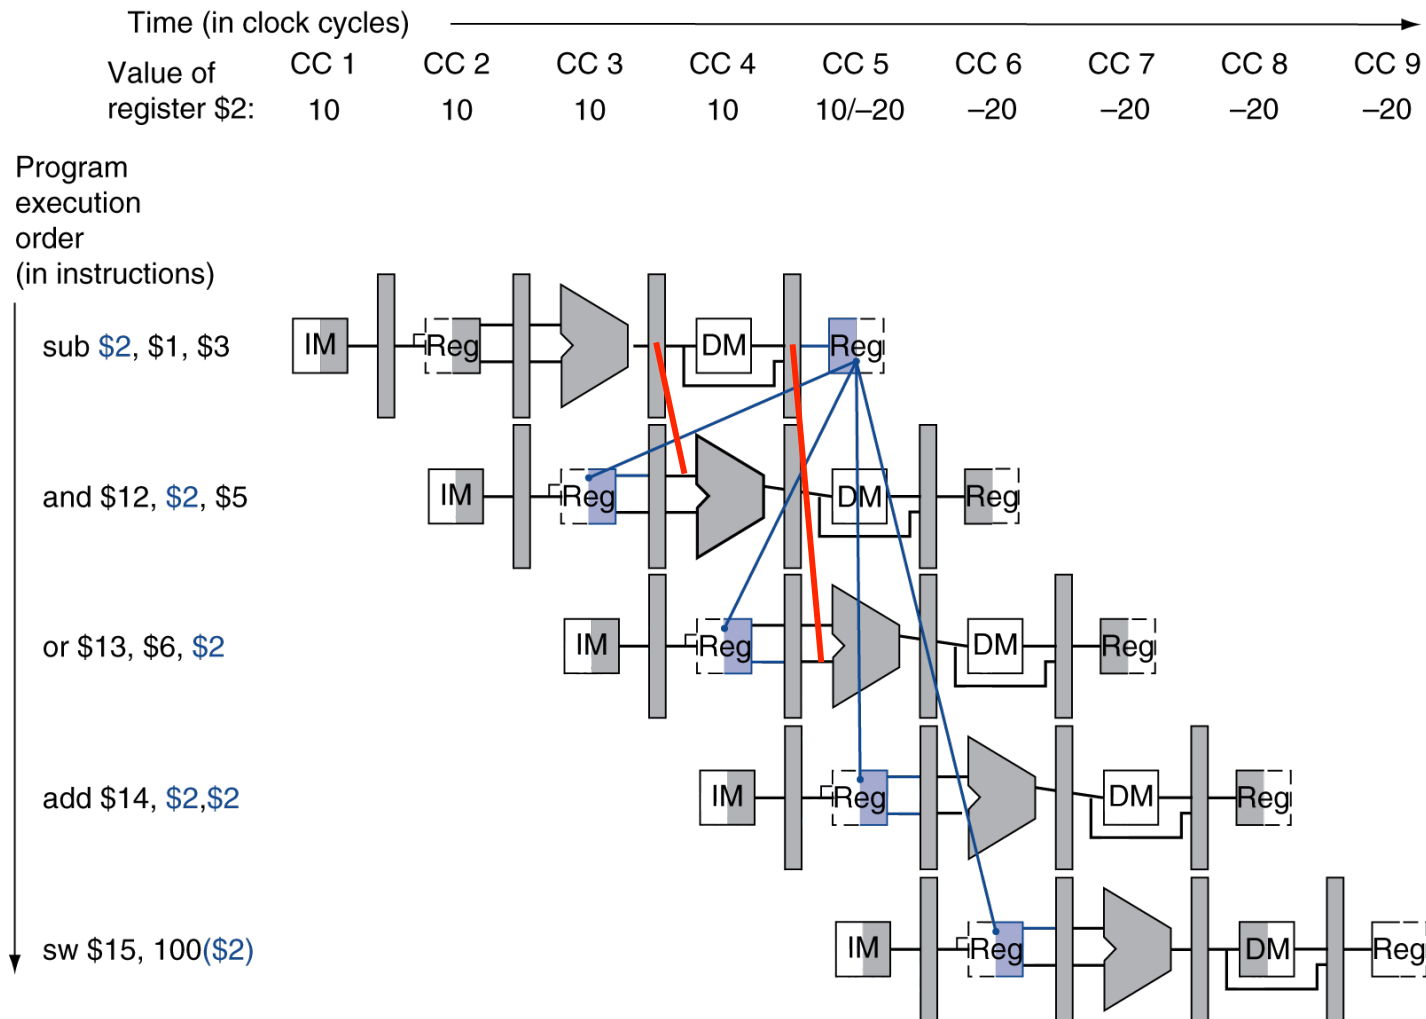 Time (in clock cycles)
Value of register $2:
CC 1 CC 2 CC 3 CC 4 CC 5 CC 6 CC 7 CC 8 CC 9
10 10 10 10 10/–20 –20 –20 –20 –20
Program
execution
order
(in instructions)
sub $2, $1, $3
IM Reg DM Reg
and $12, $2, $5
IM Reg DM Reg
or $13, $6, $2
IM Reg DM Reg
add $14, $2,$2
IM Reg DM Reg
sw $15, 100($2)
IM Reg DM Reg